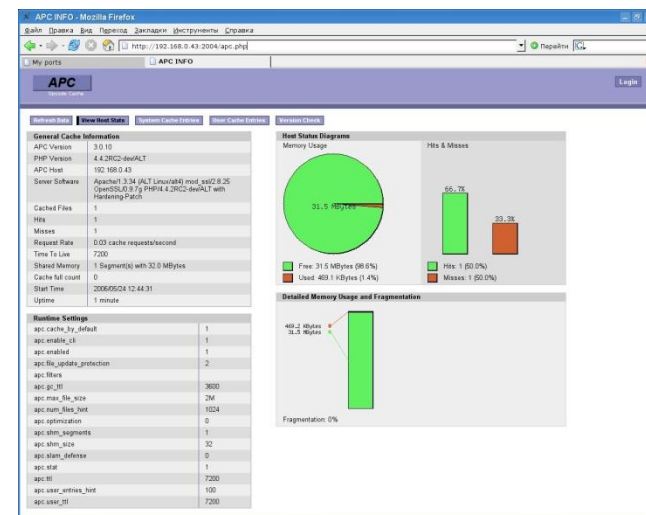 APC INFO - Mozilla Firefox
Файл Правка Вид Переход Закладки Инструменты Справка
http://192.168.0.43:2004/apc.php
Перейти
My ports
APC INFO
APC
Opcode Cache
Login
Refresh Data
View Host Stats
System Cache Entries
User Cache Entries
Version Check
General Cache Information
APC Version 3.0.10
PHP Version 4.4.2RC2-dev/ALT
APC Host 192.168.0.43
Server Software Apache/1.3.34 (ALT Linux/alt4) mod_ssl/2.8.25
OpenSSL/0.9.7g PHP/4.4.2RC2-dev/ALT with
Hardening-Patch
Cached Files 1
Hits 1
Misses 1
Request Rate 0.03 cache requests/second
Time To Live 7200
Shared Memory 1 Segment(s) with 32.0 MBytes
Cache full count 0
Start Time 2006/05/24 12:44:31
Uptime 1 minute
Runtime Settings
apc.cache_by_default 1
apc.enable_cli 1
apc.enabled 1
apc.file_update_protection 2
apc.filters
apc.gc_ttl 3600
apc.max_file_size 2M
apc.num_files_hint 1024
apc.optimization 0
apc.shm_segments 1
apc.shm_size 32
apc.slam_defense 0
apc.stat 1
apc.ttl 7200
apc.user_entries_hint 100
apc.user_ttl 7200
Host Status Diagrams
Memory Usage
Hits & Misses
31.5 MBytes
66.7%
33.3%
Free: 31.5 MBytes (98.6%)
Used: 469.1 KBytes (1.4%)
Hits: 1 (50.0%)
Misses: 1 (50.0%)
Detailed Memory Usage and Fragmentation
469.2 KBytes
31.5 MBytes
Fragmentation: 0%